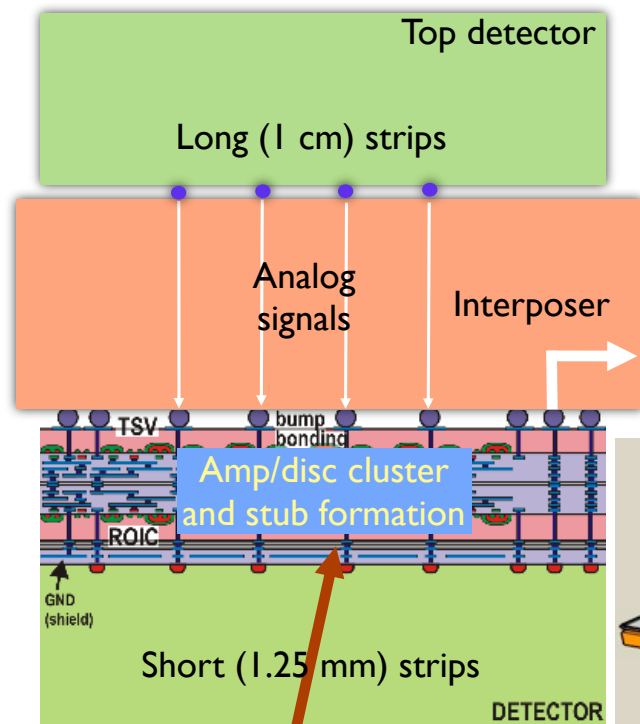 Top detector
Long (1 cm) strips
Analog
signals
Interposer
TSV
bump
bonding
Amp/disc cluster
and stub formation
ROIC
GND
(shield)
Short (1.25 mm) strips
DETECTOR